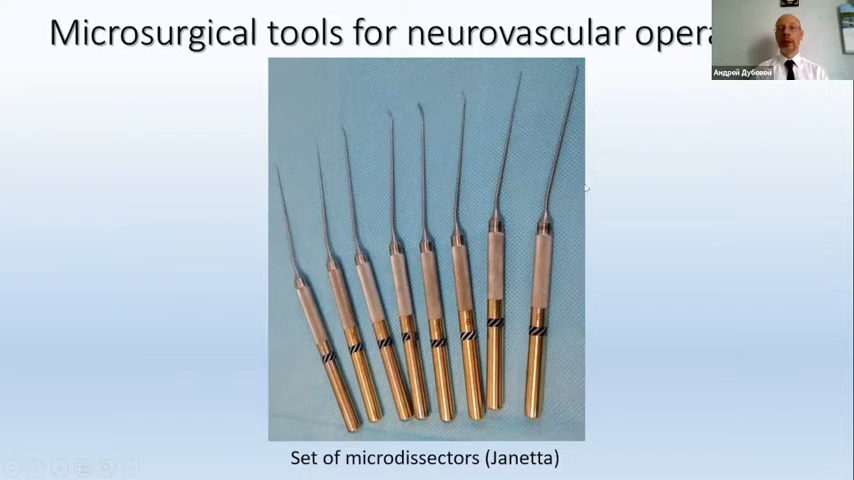 Microsurgical tools for neurovascular opera
Андрей Дубовой
Set of microdissectors (Janetta)